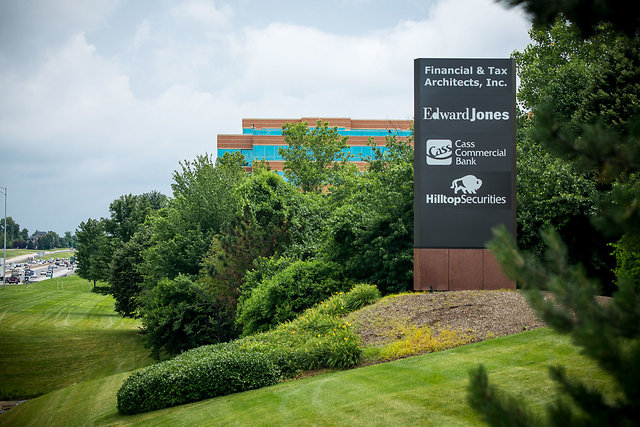 Financial & Tax
Architects, Inc.
Edward Jones
Cass
Cass
Commercial
Bank
HilltopSecurities